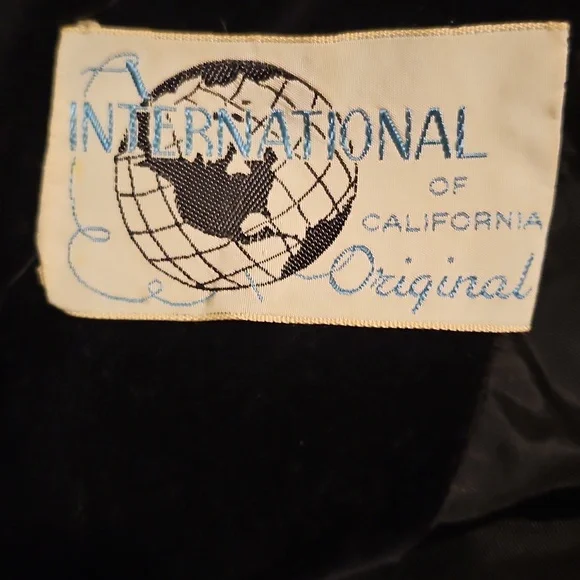 A
INTERNATIONAL
OF
CALIFORNIA
Original